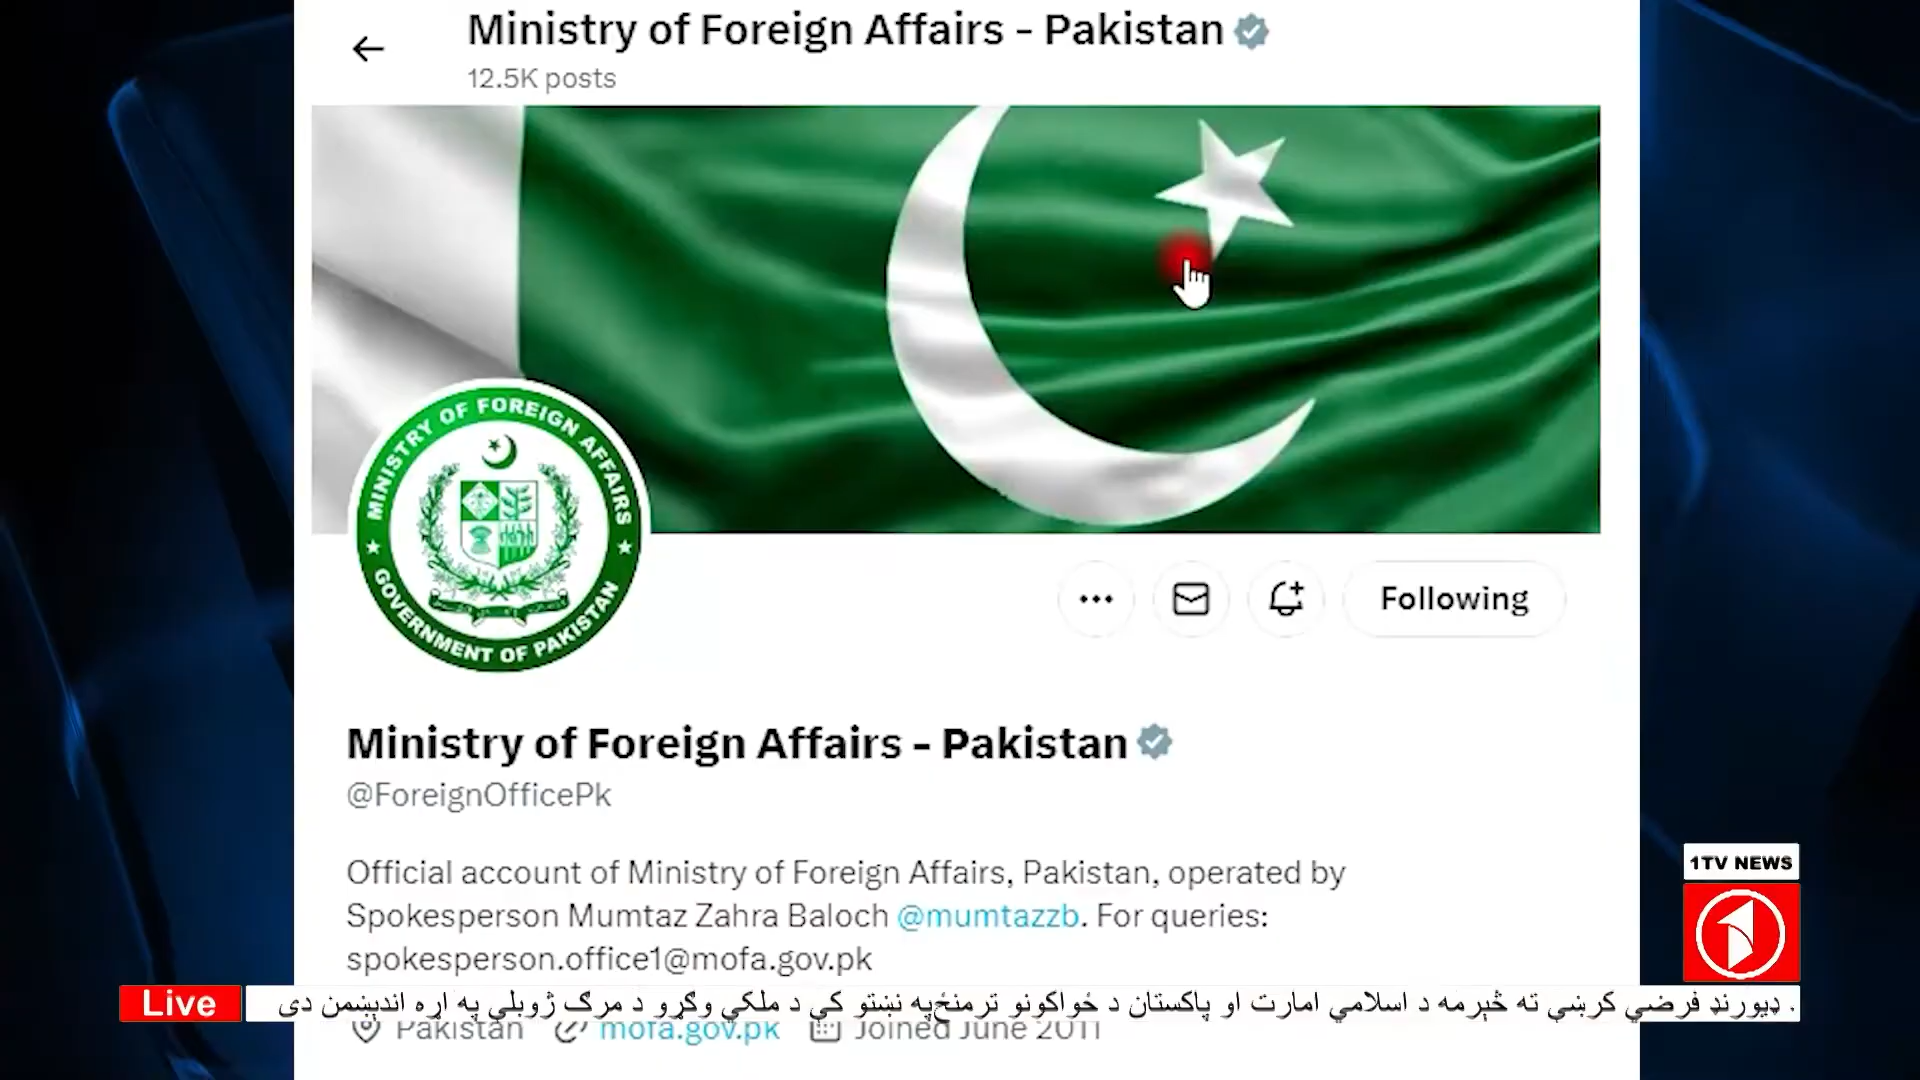 Ministry of Foreign Affairs - Pakistan
12.5K posts
MINISTRY OF FOREIGN AFFAIRS
GOVERNMENT OF PAKISTAN
Following
Ministry of Foreign Affairs - Pakistan
@ForeignOfficePk
Official account of Ministry of Foreign Affairs, Pakistan, operated by
Spokesperson Mumtaz Zahra Baloch @mumtazzb. For queries:
spokesperson.office1@mofa.gov.pk
1TV NEWS
Live
. ډیورنډ فرضي کرښې ته څېرمه د اسلامي امارت او پاکستان د ځواکونو ترمنځ‌په نښتو کې د ملکي وګړو د مرګ ژوبلې په اړه اندېښمن دی
Pakistan mofa.gov.pk Joined June 2011